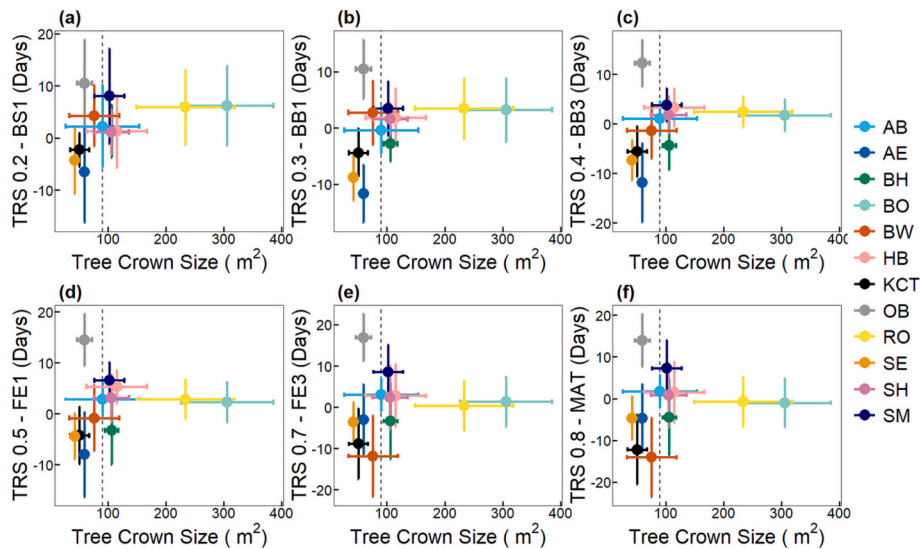 (a)
(b)
(c)
TRS 0.2 - BS1 (Days)
20
10
0
-10
100 200 300 400
Tree Crown Size ( m²)
TRS 0.3 - BB1 (Days)
10
0
-10
100 200 300 400
Tree Crown Size ( m²)
TRS 0.4 - BB3 (Days)
10
0
-10
-20
100 200 300 400
Tree Crown Size ( m²)
(d)
(e)
(f)
TRS 0.5 - FE1 (Days)
20
10
0
-10
100 200 300 400
Tree Crown Size ( m²)
TRS 0.7 - FE3 (Days)
20
10
0
-10
-20
100 200 300 400
Tree Crown Size ( m²)
TRS 0.8 - MAT (Days)
20
10
0
-10
-20
100 200 300 400
Tree Crown Size ( m²)
AB
AE
BH
BO
BW
HB
KCT
OB
RO
SE
SH
SM